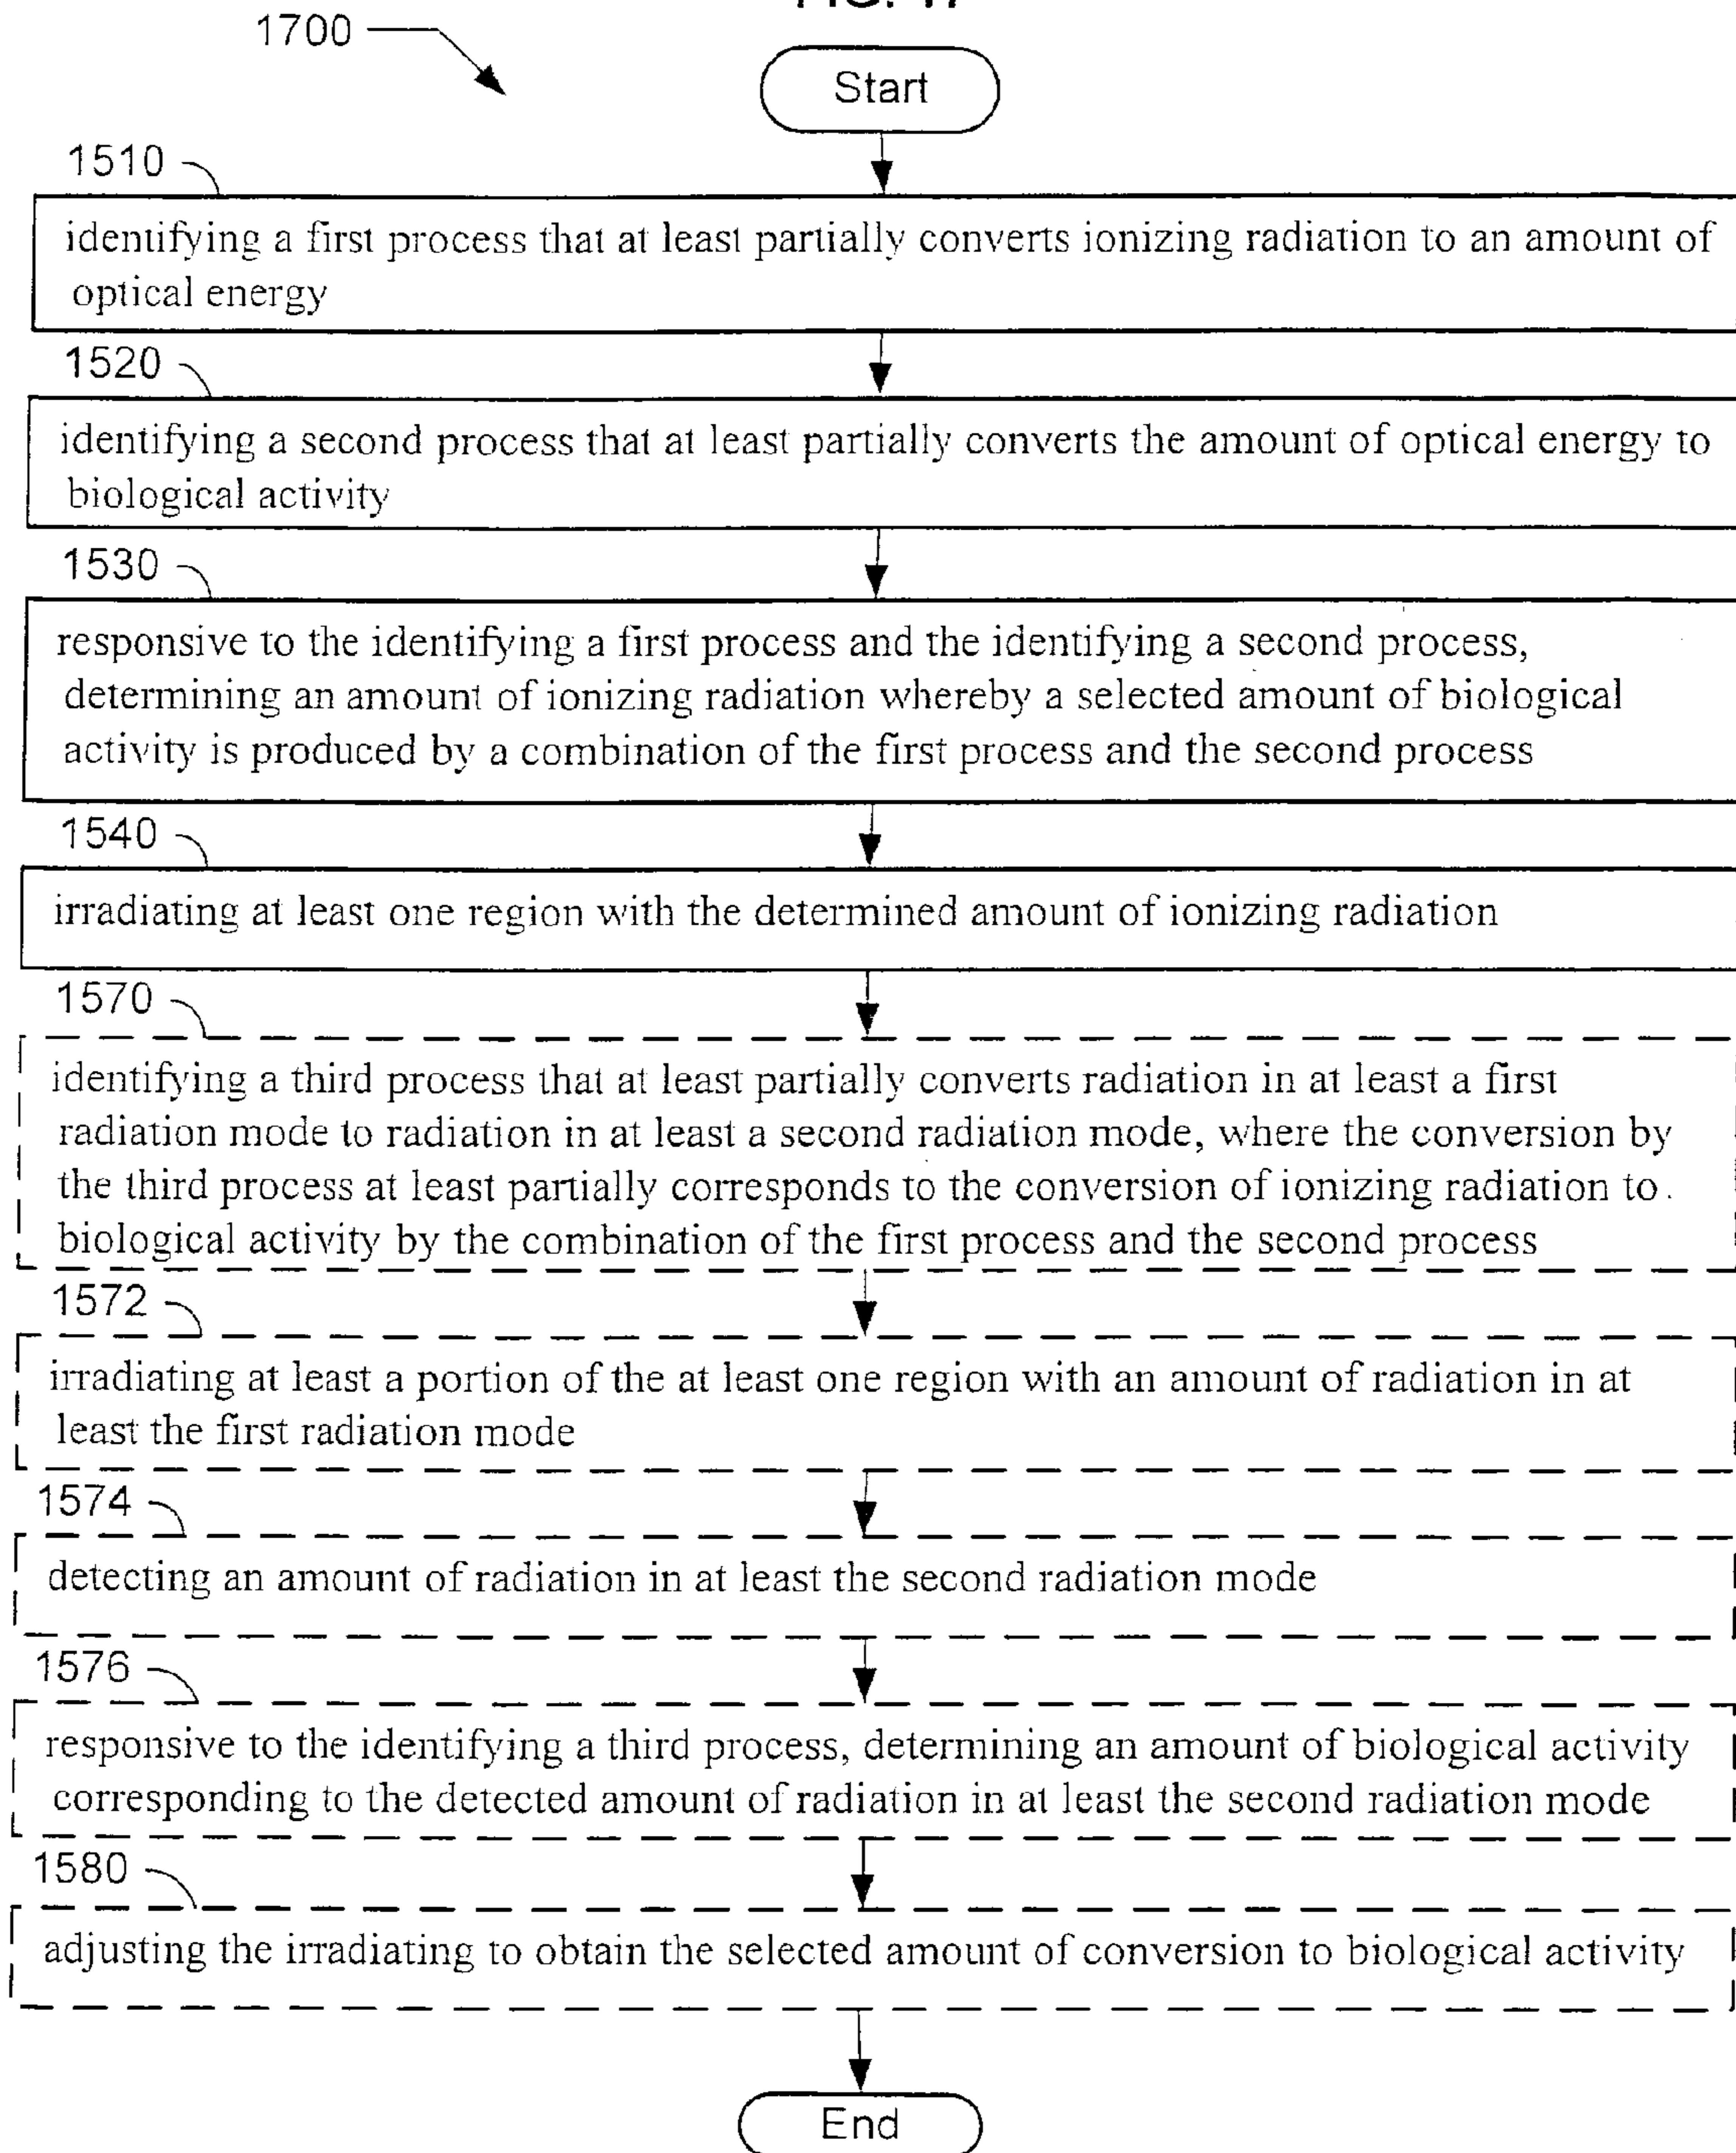 1700
Start
1510
identifying a first process that at least partially converts ionizing radiation to an amount of
optical energy
1520
identifying a second process that at least partially converts the amount of optical energy to
biological activity
1530
responsive to the identifying a first process and the identifying a second process,
determining an amount of ionizing radiation whereby a selected amount of biological
activity is produced by a combination of the first process and the second process
1540
irradiating at least one region with the determined amount of ionizing radiation
1570
identifying a third process that at least partially converts radiation in at least a first
radiation mode to radiation in at least a second radiation mode, where the conversion by
the third process at least partially corresponds to the conversion of ionizing radiation to
biological activity by the combination of the first process and the second process
1572
irradiating at least a portion of the at least one region with an amount of radiation in at
least the first radiation mode
1574
detecting an amount of radiation in at least the second radiation mode
1576
responsive to the identifying a third process, determining an amount of biological activity
corresponding to the detected amount of radiation in at least the second radiation mode
1580
adjusting the irradiating to obtain the selected amount of conversion to biological activity
End